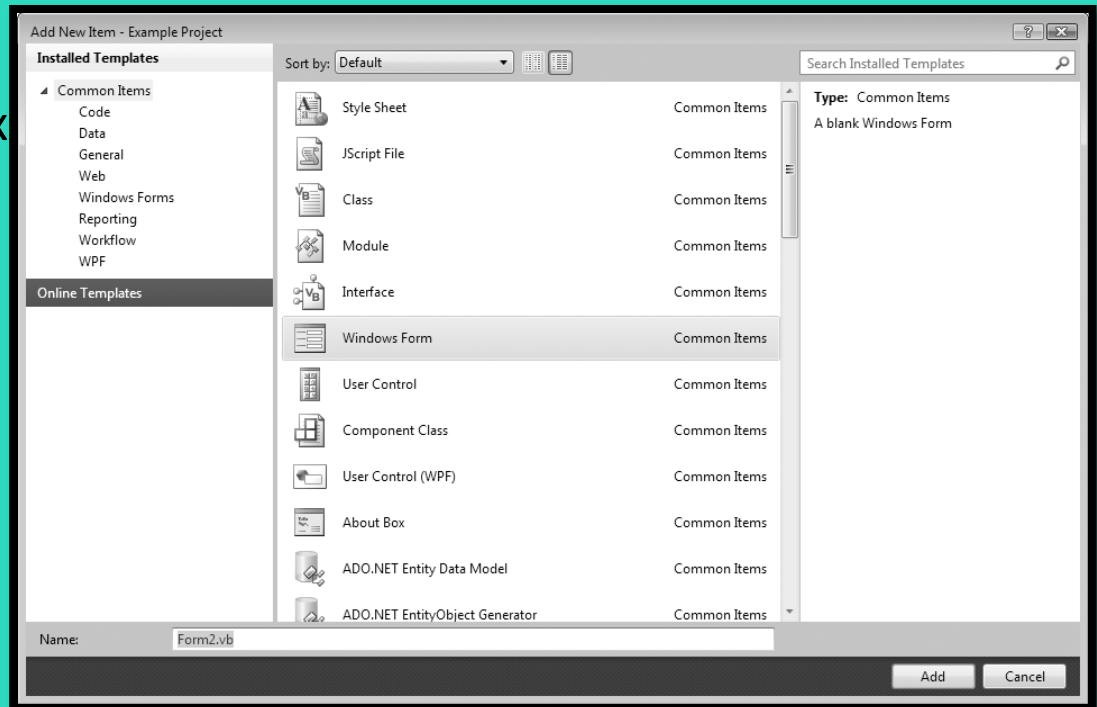 Add New Item - Example Project
Installed Templates
Common Items
Code
Data
General
Web
Windows Forms
Reporting
Workflow
WPF
Online Templates
Sort by: Default
Style Sheet Common Items
JScript File Common Items
Class Common Items
Module Common Items
Interface Common Items
Windows Form Common Items
User Control Common Items
Component Class Common Items
User Control (WPF) Common Items
About Box Common Items
ADO.NET Entity Data Model Common Items
ADO.NET EntityObject Generator Common Items
Search Installed Templates
Type: Common Items
A blank Windows Form
Name: Form2.vb
Add Cancel